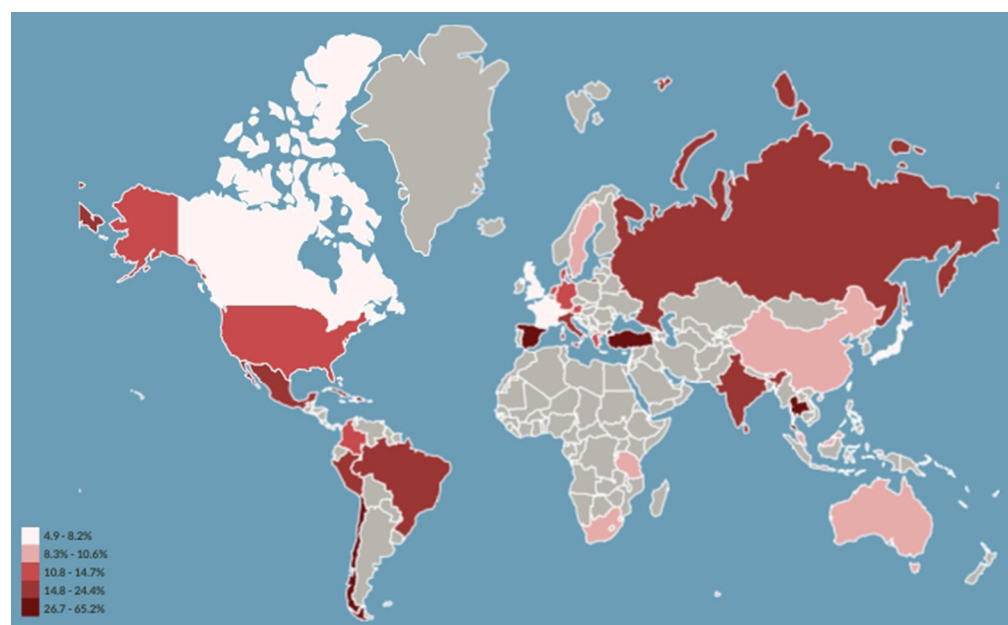 4.9 - 8.2%
8.3% - 10.6%
10.8 - 14.7%
14.8 - 24.4%
26.7 - 65.2%